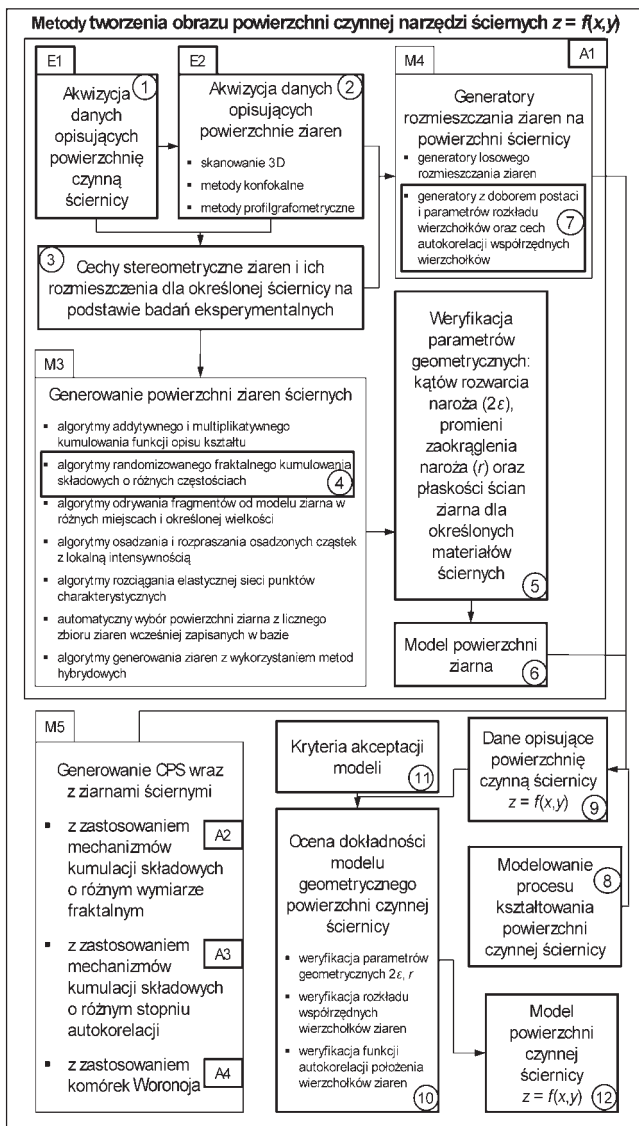 Metody tworzenia obrazu powierzchni czynnej narzędzi ściernych z = f(x,y)
A1
E1
1
Akwizycja
danych
opisujących
powierzchnię
czynną
ściernicy
E2
2
Akwizycja danych
opisujących
powierzchnie ziaren
▪ skanowanie 3D
▪ metody konfokalne
▪ metody profilgrafometryczne
M4
Generatory
rozmieszczania ziaren na
powierzchni ściernicy
▪ generatory losowego
rozmieszczania ziaren
▪ generatory z doborem postaci
i parametrów rozkładu
wierzchołków oraz cech
autokorelacji współrzędnych
wierzchołków
7
3
Cechy stereometryczne ziaren i ich
rozmieszczenia dla określonej ściernicy na
podstawie badań eksperymentalnych
M3
Generowanie powierzchni ziaren ściernych
▪ algorytmy addytywnego i multiplikatywnego
kumulowania funkcji opisu kształtu
▪ algorytmy randomizowanego fraktalnego kumulowania
składowych o różnych częstościach
4
▪ algorytmy odrywania fragmentów od modelu ziarna w
różnych miejscach i określonej wielkości
▪ algorytmy osadzania i rozpraszania osadzonych cząstek
z lokalną intensywnością
▪ algorytmy rozciągania elastycznej sieci punktów
charakterystycznych
▪ automatyczny wybór powierzchni ziarna z licznego
zbioru ziaren wcześniej zapisanych w bazie
▪ algorytmy generowania ziaren z wykorzystaniem metod
hybrydowych
Weryfikacja
parametrów
geometrycznych:
kątów rozwarcia
naroża (2ε),
promieni
zaokrąglenia
naroża (r) oraz
płaskości ścian
ziarna dla
określonych
materiałów
ściernych
5
Model powierzchni
ziarna
6
M5
Generowanie CPS wraz
z ziarnami ściernymi
▪ z zastosowaniem
mechanizmów
kumulacji składowych
o różnym wymiarze
fraktalnym
A2
▪ z zastosowaniem
mechanizmów
kumulacji składowych
o różnym stopniu
autokorelacji
A3
▪ z zastosowaniem
komórek Woronoja
A4
Kryteria akceptacji
modeli
11
Ocena dokładności
modelu
geometrycznego
powierzchni czynnej
ściernicy
▪ weryfikacja parametrów
geometrycznych 2ε, r
▪ weryfikacja rozkładu
współrzędnych
wierzchołków ziaren
▪ weryfikacja funkcji
autokorelacji położenia
wierzchołków ziaren
10
Dane opisujące
powierzchnię
czynną ściernicy
z = f(x,y)
9
Modelowanie
procesu
kształtowania
powierzchni
czynnej ściernicy
8
Model
powierzchni
czynnej
ściernicy
z = f(x,y)
12